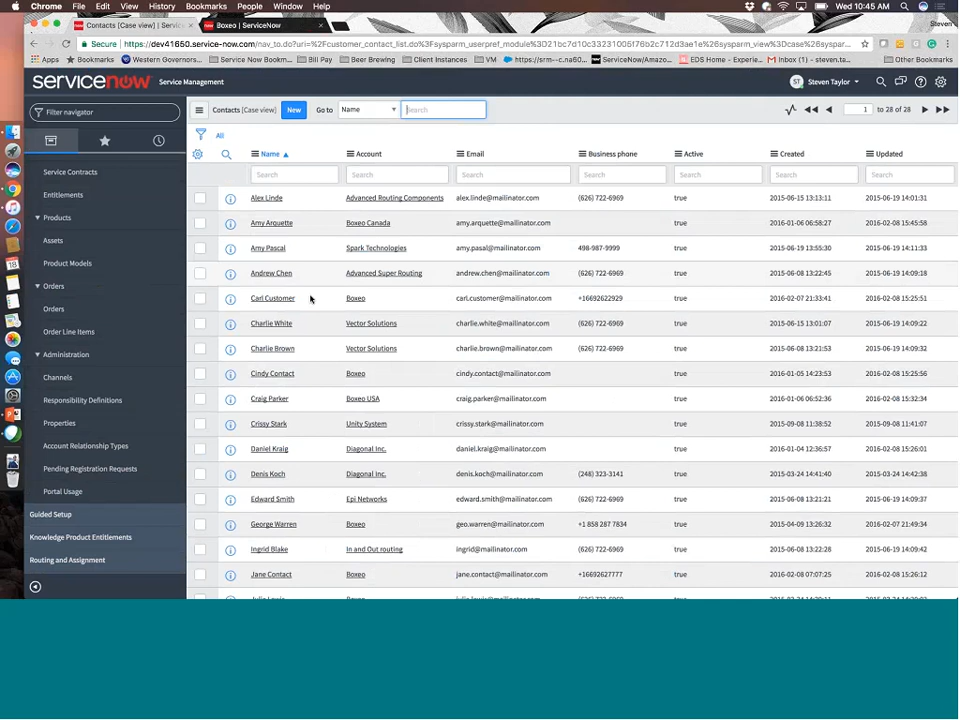 Chrome File Edit View History Bookmarks People Window Help Wed 10:45 AM
Steven
Contacts [Case view] | Servic
Boxeo | ServiceNow
Secure https://dev41650.service-now.com/
Apps Bookmarks Western Governors... Service Now Bookm... Bill Pay Beer Brewing Client Instances VM https://srm--c.na60... ServiceNow/Amazo... EDS Home - Experie... Other Bookmarks
servicenow Service Management Steven Taylor
Filter navigator
Contacts [Case view] New Go to Name Search 1 to 28 of 28
All
Name Account Email Business phone Active Created Updated
Search Search Search Search Search Search Search
Service Contracts
Entitlements
Products
Assets
Product Models
Orders
Orders
Order Line Items
Administration
Channels
Responsibility Definitions
Properties
Account Relationship Types
Pending Registration Requests
Portal Usage
Guided Setup
Knowledge Product Entitlements
Routing and Assignment
Alex Linde Advanced Routing Components alex.linde@mailinator.com (626) 722-6969 true 2015-06-15 13:13:11 2015-06-19 14:01:31
Amy Arquette Boxeo Canada amy.arquette@mailinator.com true 2016-01-06 06:58:27 2016-02-08 15:45:58
Amy Pascal Spark Technologies amy.pasal@mailinator.com 498-987-9999 true 2015-06-19 13:55:30 2015-06-19 14:11:33
Andrew Chen Advanced Super Routing andrew.chen@mailinator.com (626) 722-6969 true 2015-06-08 13:22:45 2015-06-19 14:09:18
Carl Customer Boxeo carl.customer@mailinator.com +16692622929 true 2016-02-07 21:33:41 2016-02-08 15:25:51
Charlie White Vector Solutions charlie.white@mailinator.com (626) 722-6969 true 2015-06-15 13:01:07 2015-06-19 14:09:22
Charlie Brown Vector Solutions charlie.brown@mailinator.com (626) 722-6969 true 2015-06-08 13:21:53 2015-06-19 14:09:32
Cindy Contact Boxeo cindy.contact@mailinator.com true 2016-01-05 14:23:53 2016-02-08 15:25:56
Craig Parker Boxeo USA craig.parker@mailinator.com true 2016-01-06 06:52:36 2016-02-08 15:32:34
Crissy Stark Unity System crissy.stark@mailinator.com true 2015-09-08 11:38:52 2015-09-08 11:41:07
Daniel Kraig Diagonal Inc. daniel.kraig@mailinator.com true 2016-01-04 12:36:57 2016-02-08 15:26:01
Denis Koch Diagonal Inc. denis.koch@mailinator.com (248) 323-3141 true 2015-03-24 14:41:40 2015-03-24 14:42:38
Edward Smith Epi Networks edward.smith@mailinator.com (626) 722-6969 true 2015-06-08 13:21:21 2015-06-19 14:09:37
George Warren Boxeo geo.warren@mailinator.com +1 858 287 7834 true 2015-04-09 13:26:32 2016-02-07 21:49:34
Ingrid Blake In and Out routing ingrid@mailinator.com (626) 722-6969 true 2015-06-08 13:22:28 2015-06-19 14:09:42
Jane Contact Boxeo jane.contact@mailinator.com +16692627777 true 2016-02-08 07:07:25 2016-02-08 15:26:12